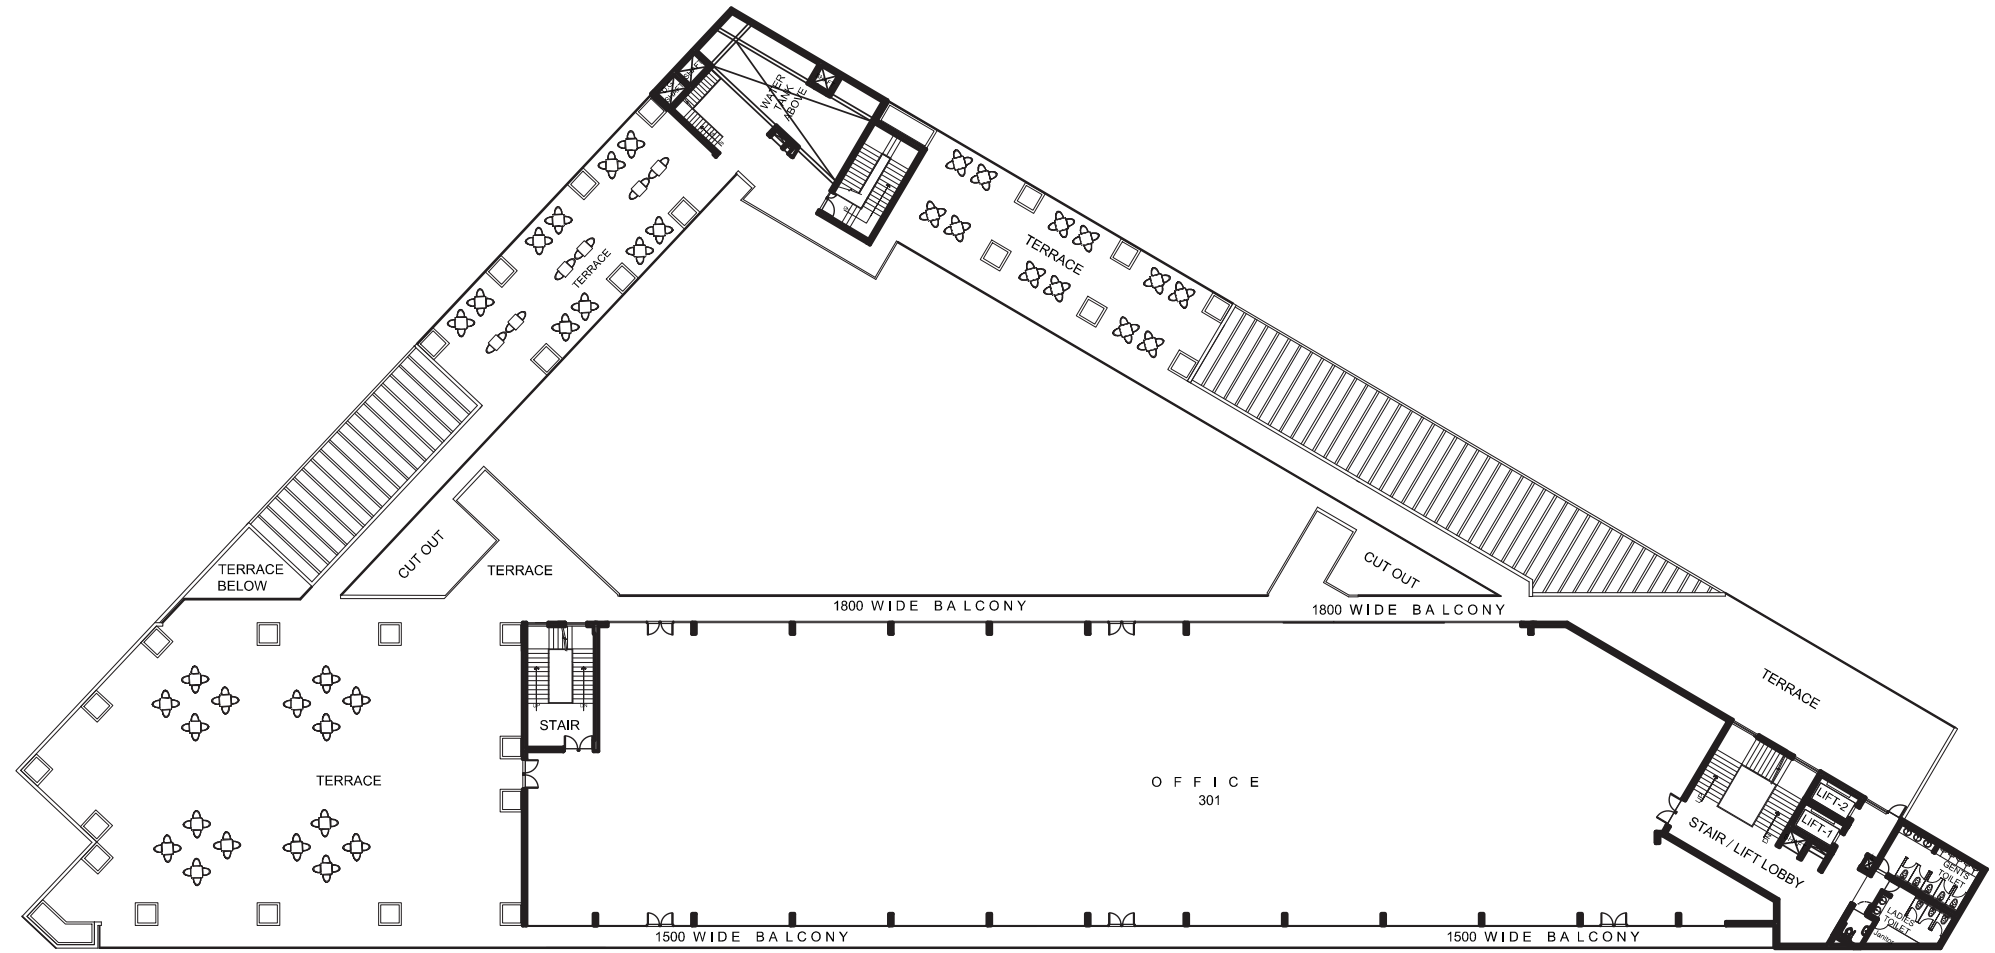 WATER
TANK
ABOVE
TERRACE
TERRACE
CUT OUT
TERRACE
BELOW
TERRACE
CUT OUT
1800 WIDE BALCONY
1800 WIDE BALCONY
TERRACE
STAIR
TERRACE
OFFICE
301
LIFT-2
LIFT-1
STAIR / LIFT LOBBY
GENTS
TOILET
LADIES
TOILET
Janitor
1500 WIDE BALCONY
1500 WIDE BALCONY